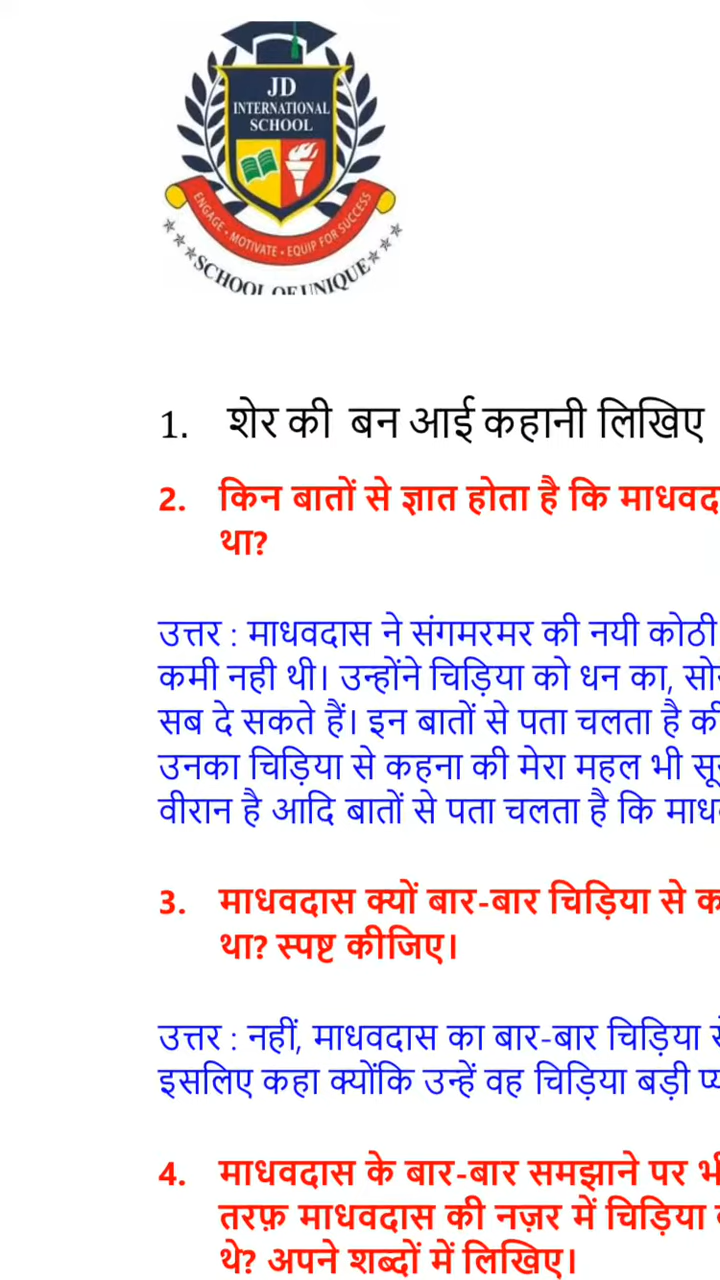 JD
INTERNATIONAL
SCHOOL
ENGAGE • MOTIVATE • EQUIP FOR SUCCESS
SCHOOL OF UNIQUE
1. शेर की बन आई कहानी लिखिए
2. किन बातों से ज्ञात होता है कि माधवद
था?
उत्तर : माधवदास ने संगमरमर की नयी कोठी
कमी नही थी। उन्होंने चिड़िया को धन का,
सब दे सकते हैं। इन बातों से पता चलता है की
उनका चिड़िया से कहना की मेरा महल भी
वीरान है आदि बातों से पता चलता है कि माध
3. माधवदास क्यों बार-बार चिड़िया से
था? स्पष्ट कीजिए।
उत्तर : नहीं, माधवदास का बार-बार चिड़िया
इसलिए कहा क्योंकि उन्हें वह चिड़िया बड़ी
4. माधवदास के बार-बार समझाने पर
तरफ़ माधवदास की नज़र में चिड़िया
थे? अपने शब्दों में लिखिए।